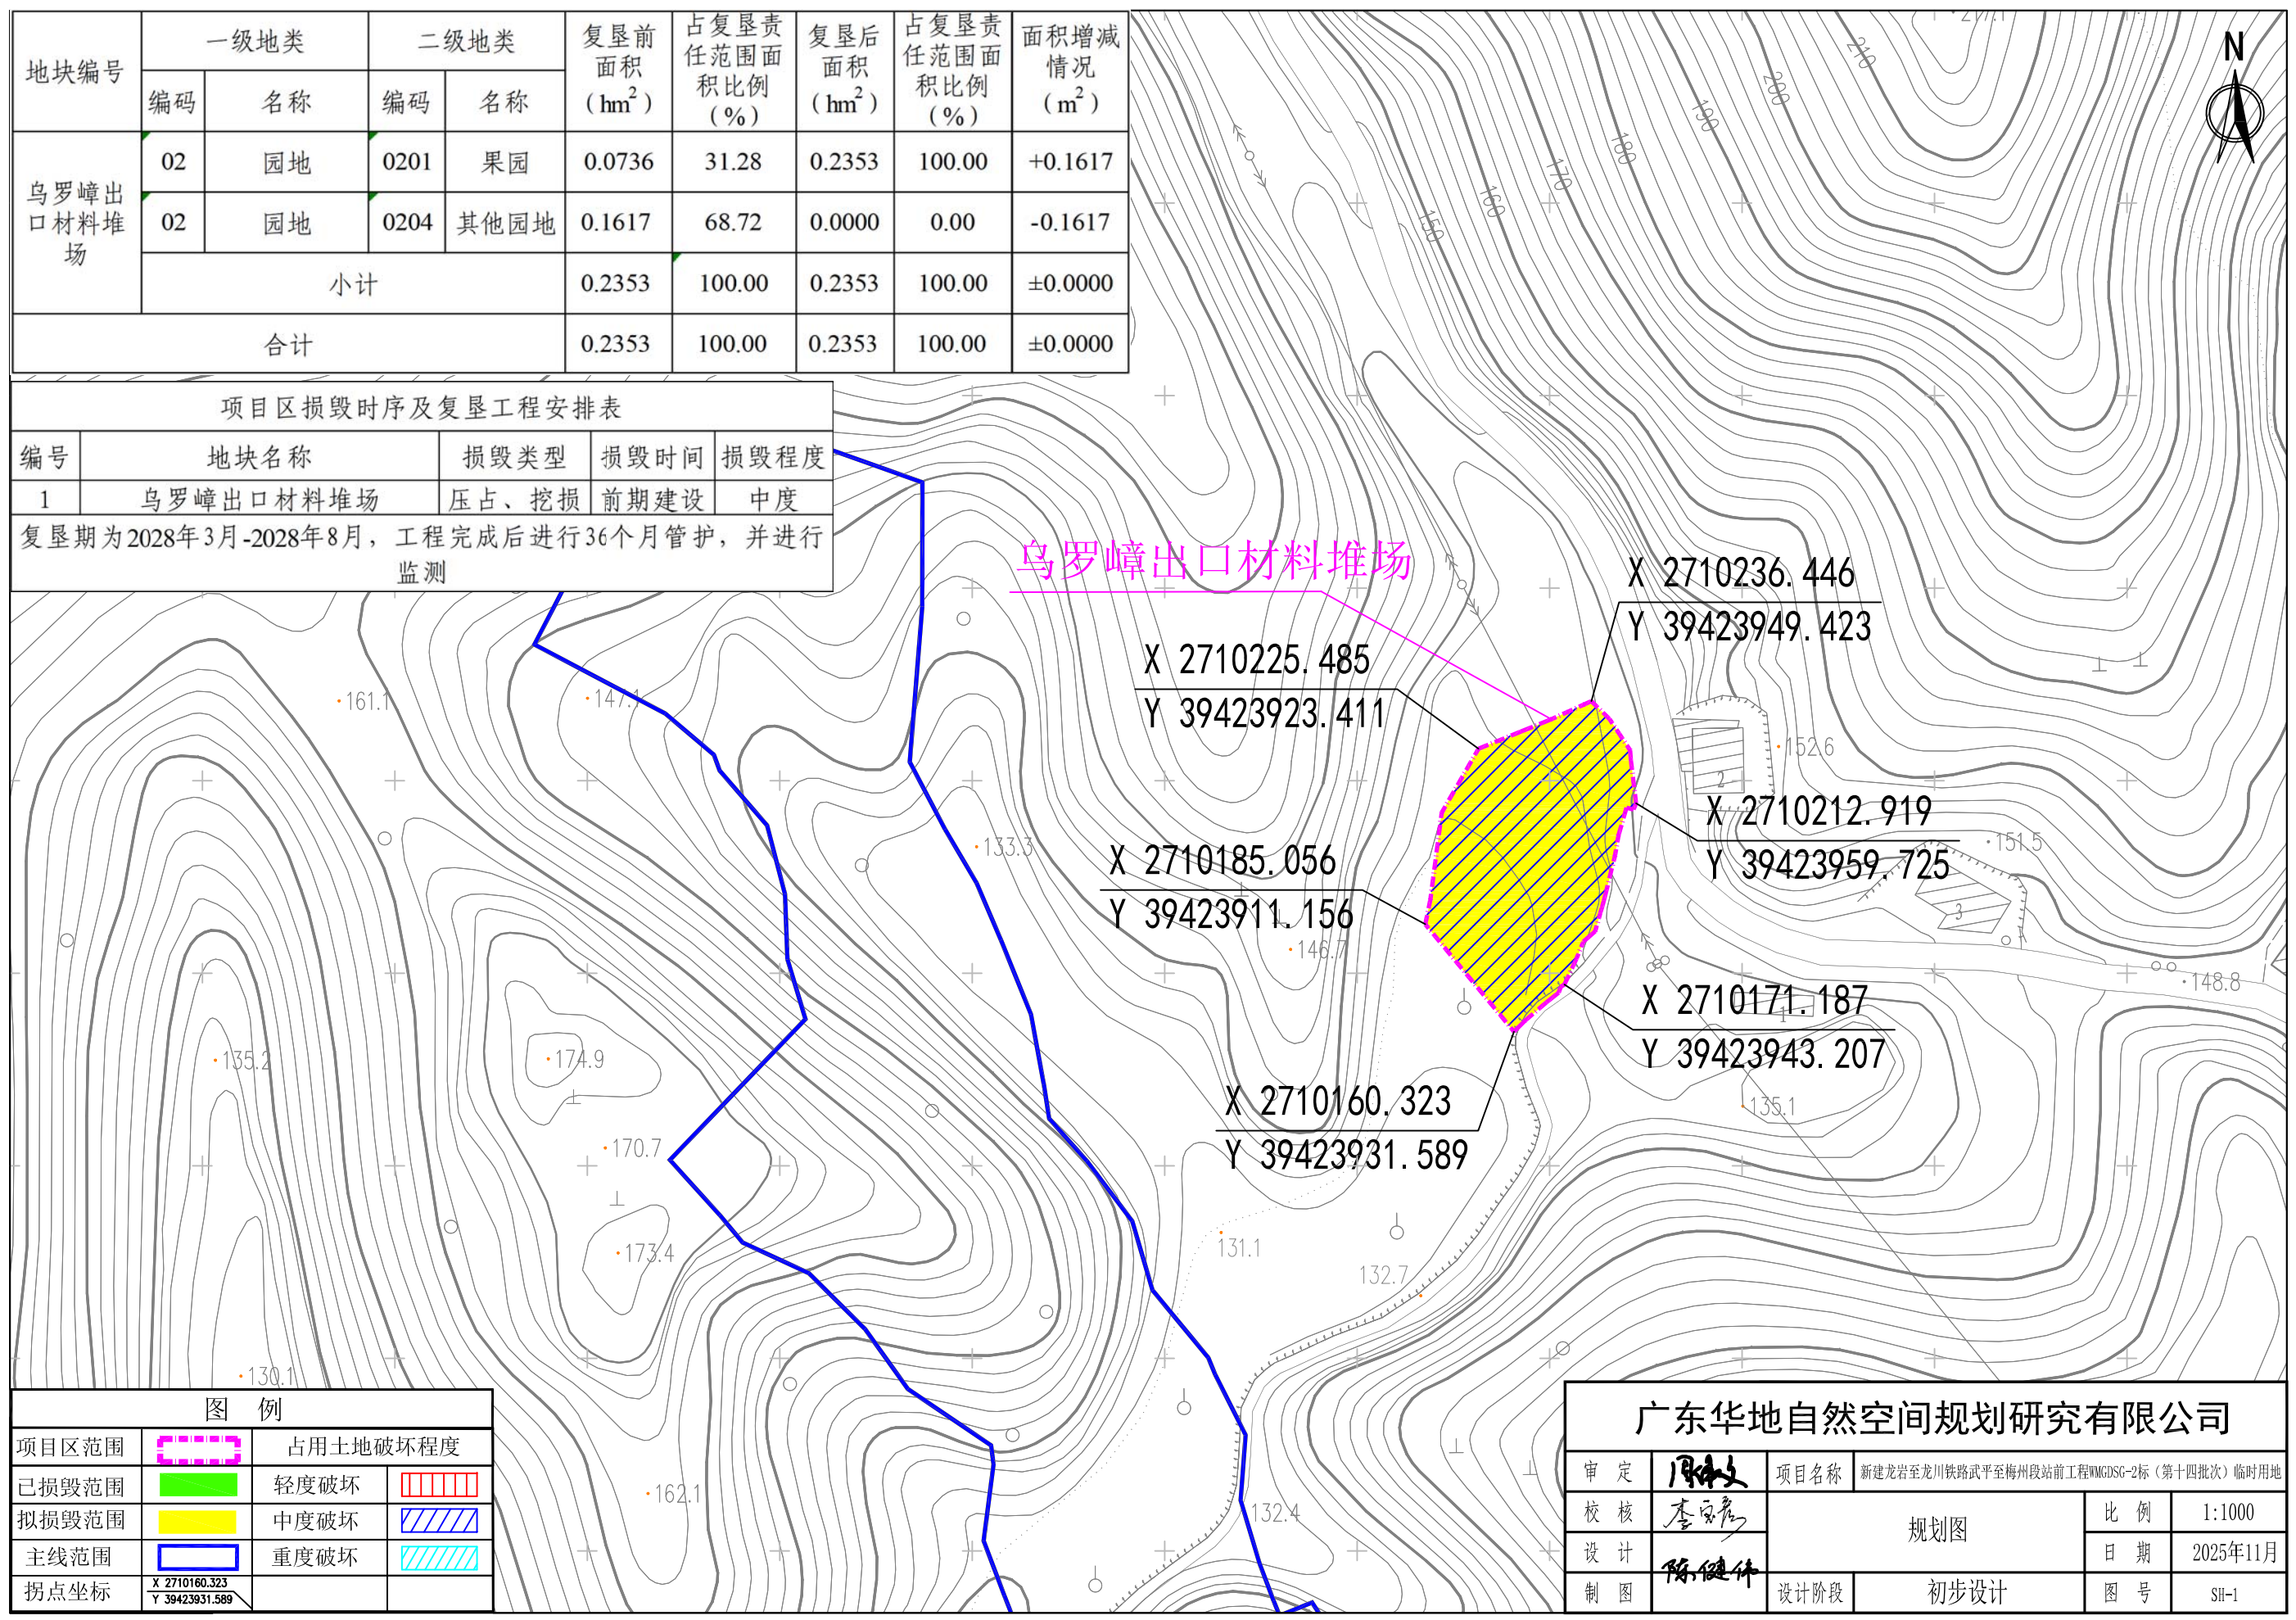 地块编号 一级地类 二级地类 复垦前面积（hm²） 占复垦责任范围面积比例（%） 复垦后面积（hm²） 占复垦责任范围面积比例（%） 面积增减情况（m²）
编码 名称 编码 名称
乌罗嶂出口材料堆场 02 园地 0201 果园 0.0736 31.28 0.2353 100.00 +0.1617
02 园地 0204 其他园地 0.1617 68.72 0.0000 0.00 -0.1617
小计 0.2353 100.00 0.2353 100.00 ±0.0000
合计 0.2353 100.00 0.2353 100.00 ±0.0000
项目区损毁时序及复垦工程安排表
编号 地块名称 损毁类型 损毁时间 损毁程度
1 乌罗嶂出口材料堆场 压占、挖损 前期建设 中度
复垦期为2028年3月-2028年8月，工程完成后进行36个月管护，并进行
监测
N
210
200
190
180
170
160
150
乌罗嶂出口材料堆场
X 2710236.446
Y 39423949.423
X 2710225.485
Y 39423923.411
X 2710212.919
Y 39423959.725
X 2710185.056
Y 39423911.156
X 2710171.187
Y 39423943.207
X 2710160.323
Y 39423931.589
161.1
147.1
152.6
2
133.3
151.5
3
146.7
148.8
1
135.2
174.9
135.1
170.7
173.4
131.1
132.7
130.1
162.1
132.4
图 例
项目区范围 占用土地破坏程度
已损毁范围 轻度破坏
拟损毁范围 中度破坏
主线范围 重度破坏
拐点坐标 X 2710160.323
Y 39423931.589
广东华地自然空间规划研究有限公司
审 定 项目名称 新建龙岩至龙川铁路武平至梅州段站前工程WMGDSG-2标（第十四批次）临时用地
校 核 规划图 比 例 1:1000
设 计 陈健伟 日 期 2025年11月
制 图 设计阶段 初步设计 图 号 SH-1